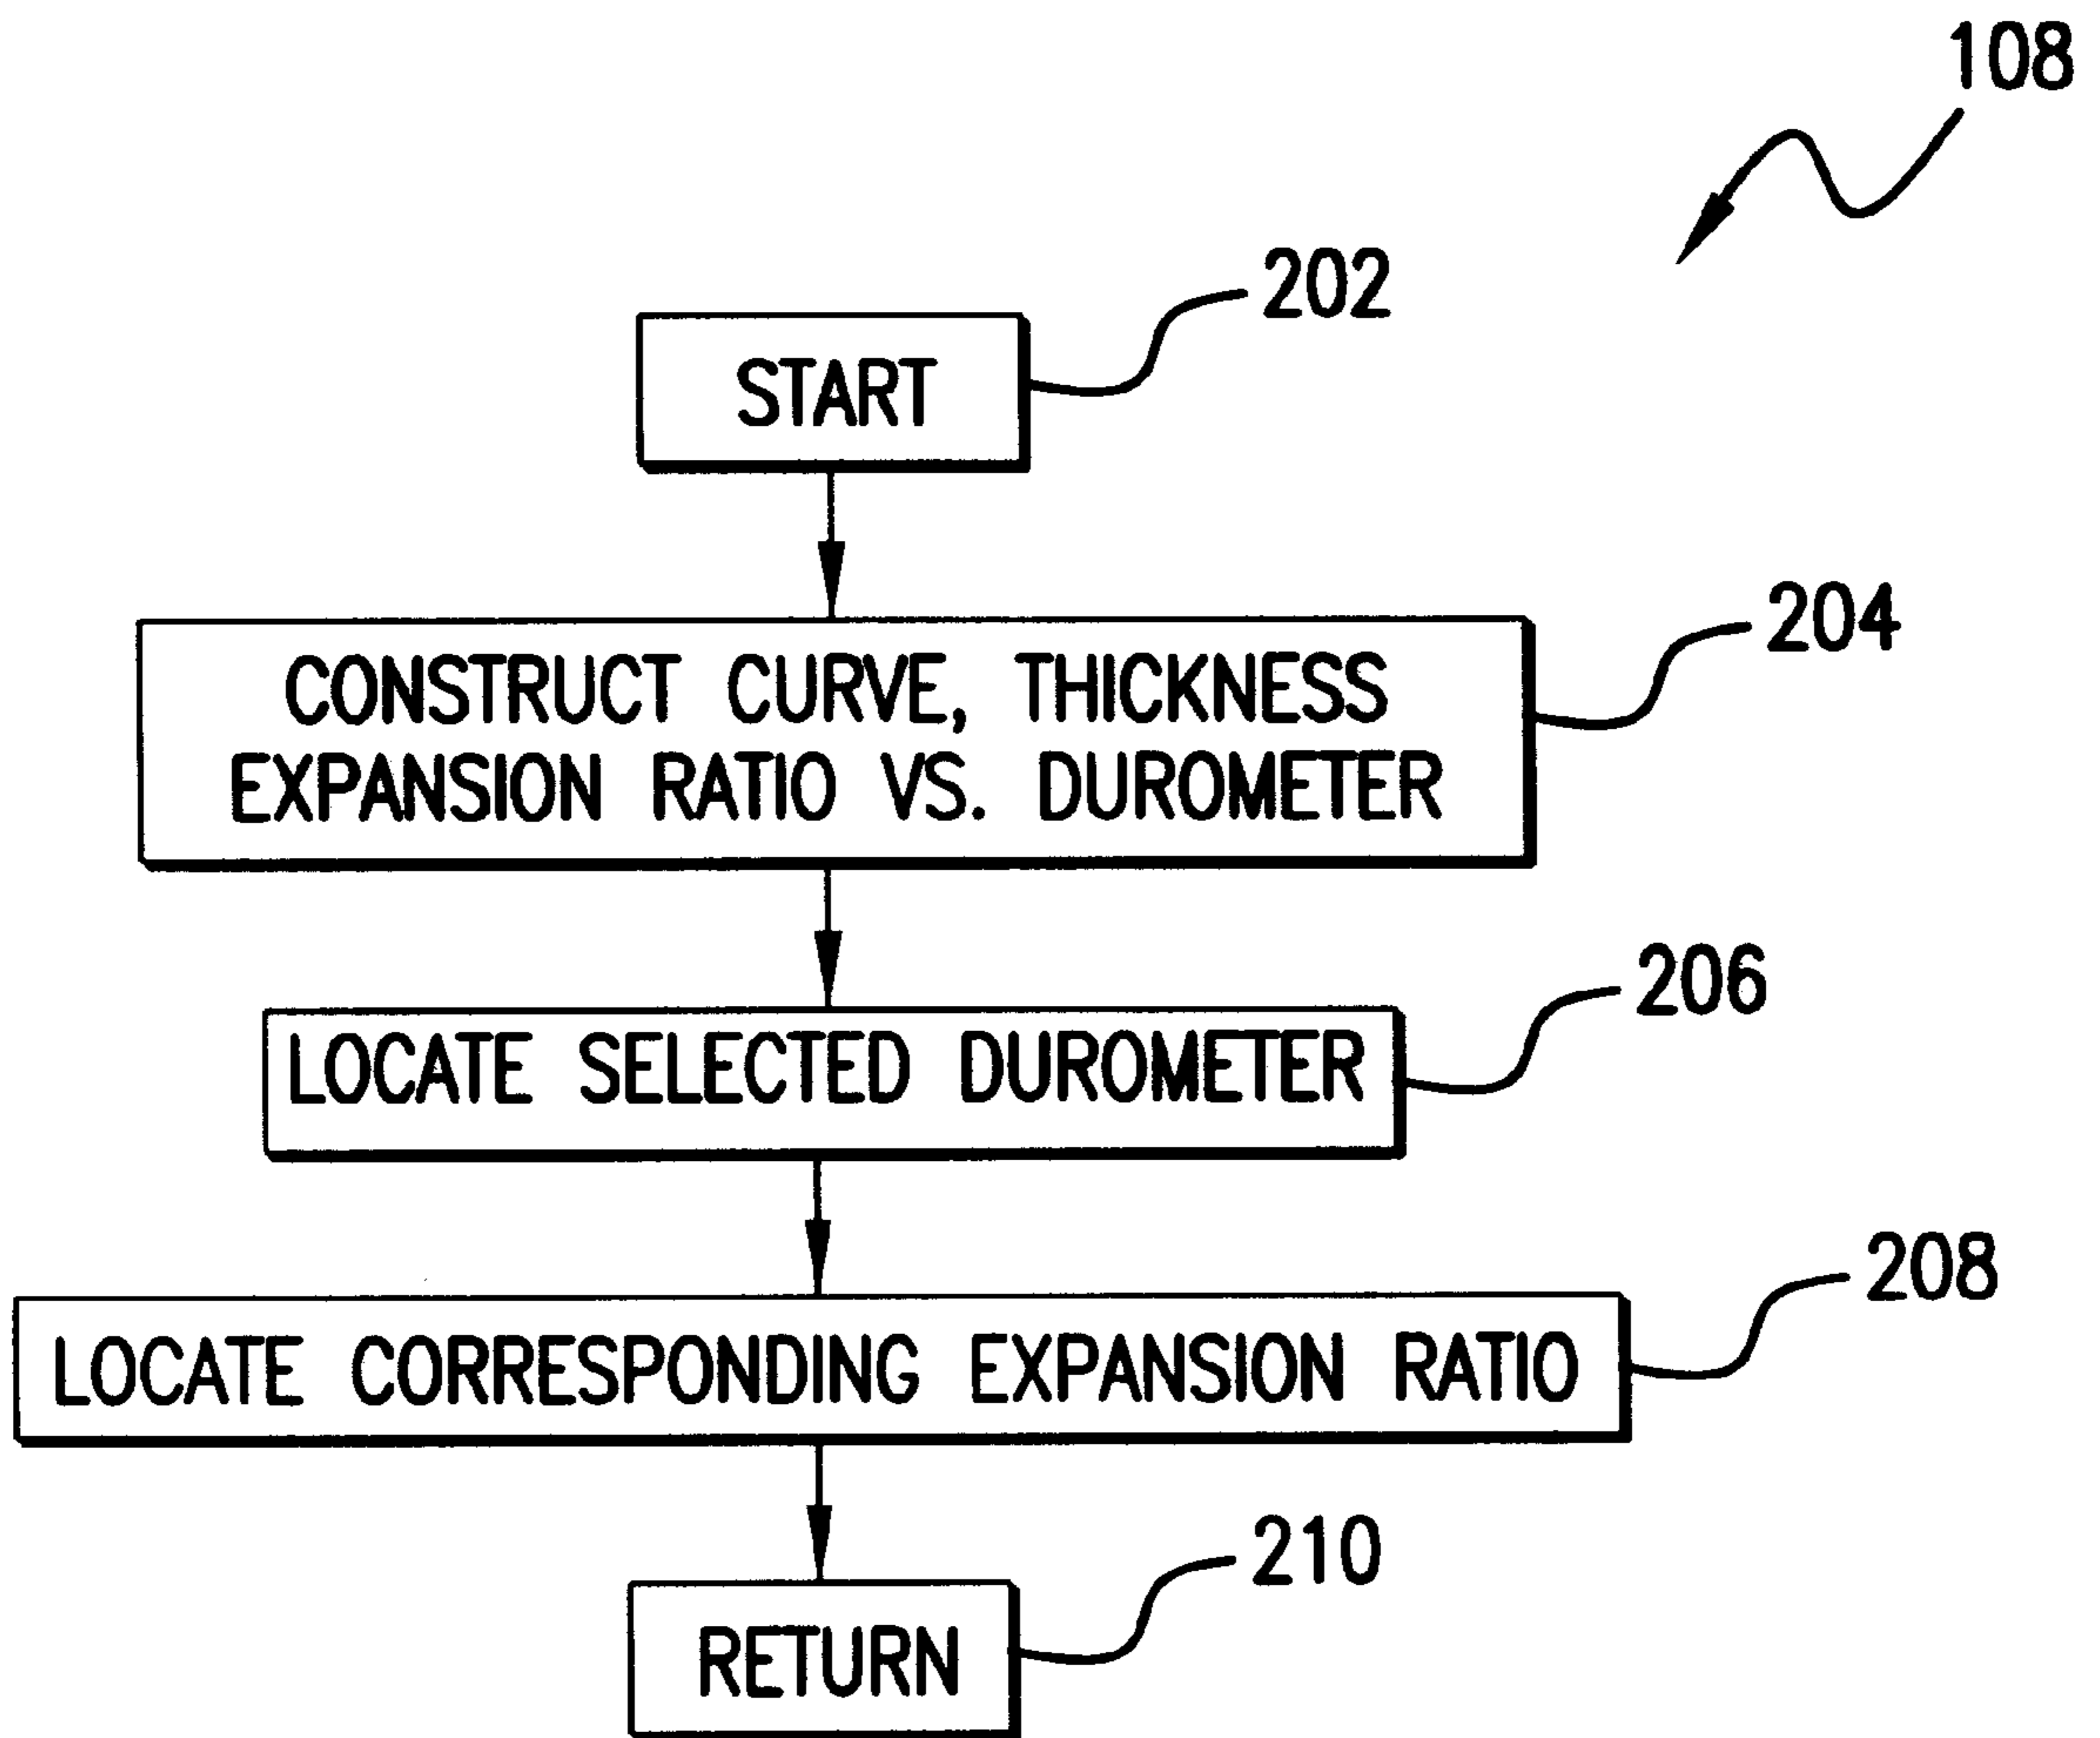 108
202
START
204
CONSTRUCT CURVE, THICKNESS
EXPANSION RATIO VS. DUROMETER
206
LOCATE SELECTED DUROMETER
208
LOCATE CORRESPONDING EXPANSION RATIO
210
RETURN